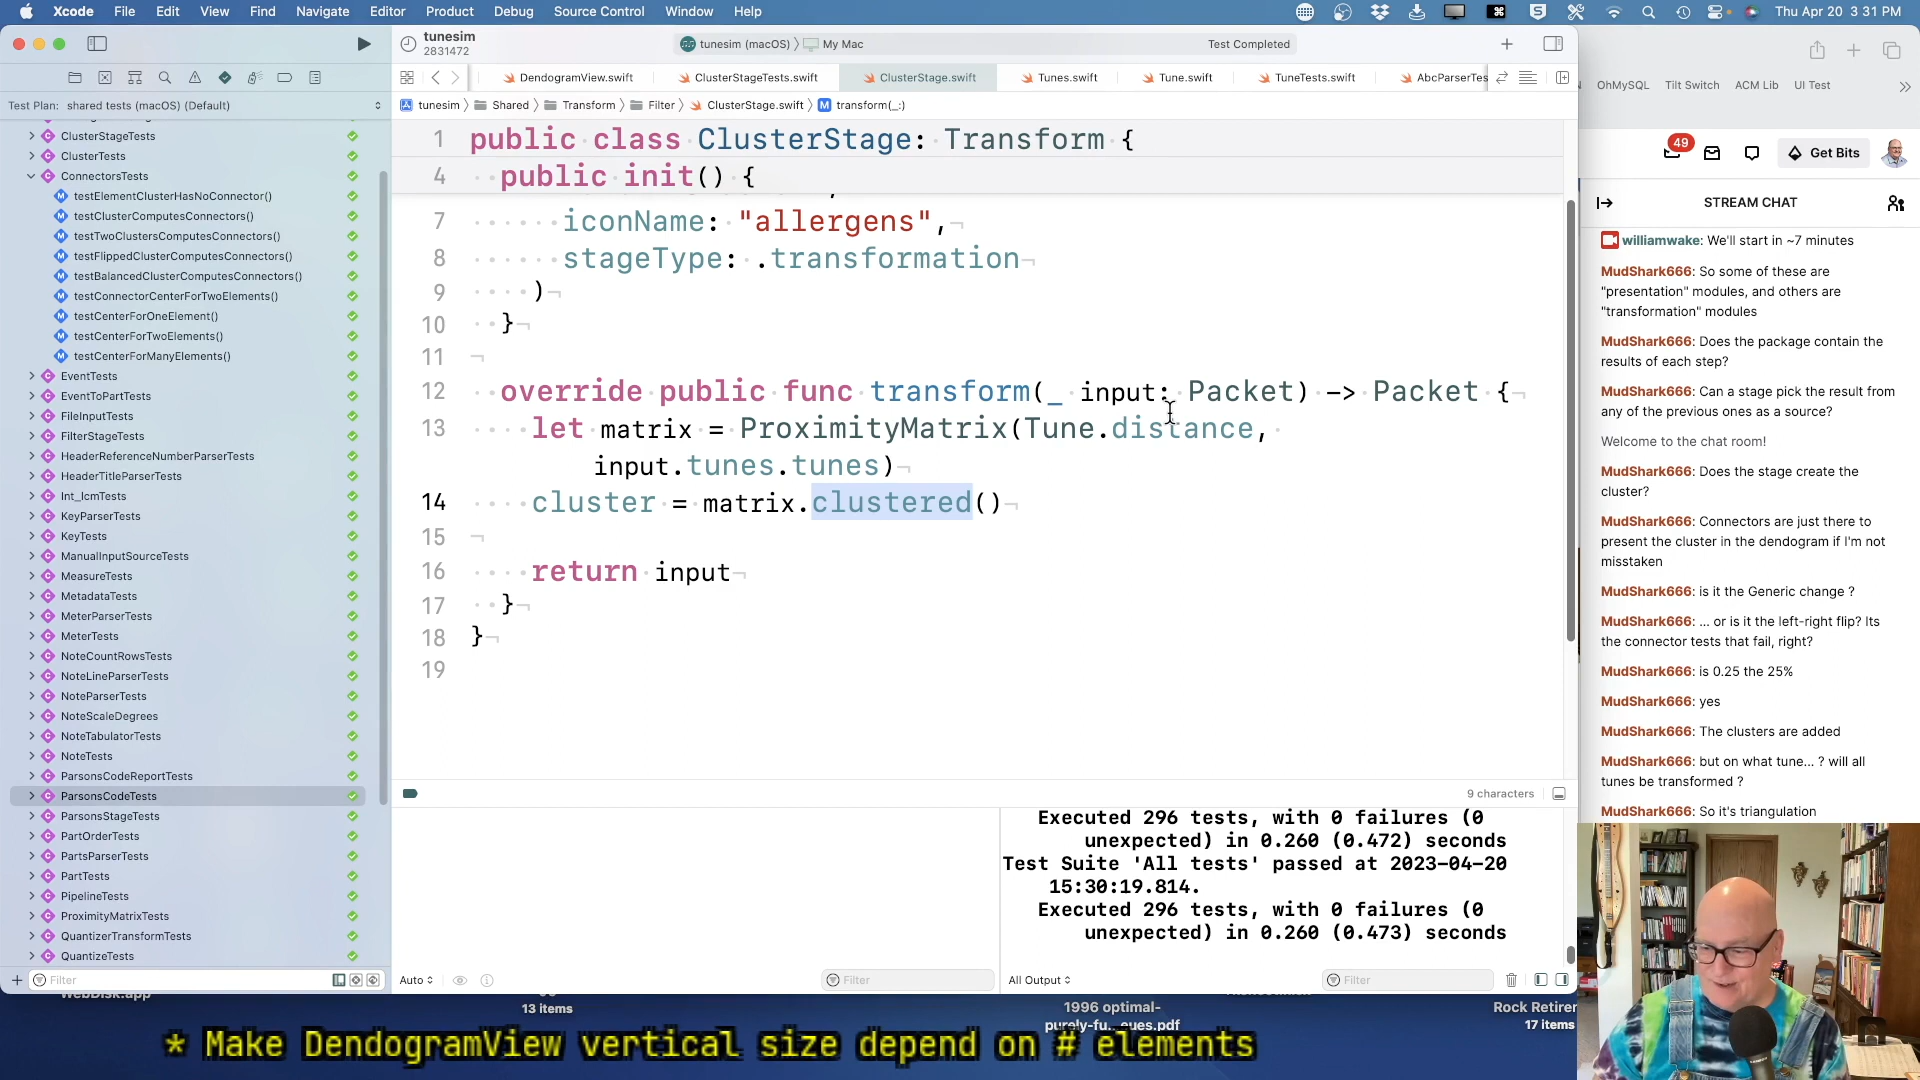 Xcode File Edit View Find Navigate Editor Product Debug Source Control Window Help
Thu Apr 20 3 31 PM
tunesim
2831472
tunesim (macOS) My Mac
Test Completed
DendogramView.swift ClusterStageTests.swift ClusterStage.swift Tunes.swift Tune.swift TuneTests.swift AbcParserTes
Test Plan: shared tests (macOS) (Default)
tunesim Shared Transform Filter ClusterStage.swift transform(_:)
ClusterStageTests
ClusterTests
ConnectorsTests
testElementClusterHasNoConnector()
testClusterComputesConnectors()
testTwoClustersComputesConnectors()
testFlippedClusterComputesConnectors()
testBalancedClusterComputesConnectors()
testConnectorCenterForTwoElements()
testCenterForOneElement()
testCenterForTwoElements()
testCenterForManyElements()
EventTests
EventToPartTests
FileInputTests
FilterStageTests
HeaderReferenceNumberParserTests
HeaderTitleParserTests
Int_lcmTests
KeyParserTests
KeyTests
ManualInputSourceTests
MeasureTests
MetadataTests
MeterParserTests
MeterTests
NoteCountRowsTests
NoteLineParserTests
NoteParserTests
NoteScaleDegrees
NoteTabulatorTests
NoteTests
ParsonsCodeReportTests
ParsonsCodeTests
ParsonsStageTests
PartOrderTests
PartsParserTests
PartTests
PipelineTests
ProximityMatrixTests
QuantizerTransformTests
QuantizeTests
Filter
1 public class ClusterStage: Transform {
4 public init() {
7 iconName: "allergens",
8 stageType: .transformation
9 )
10 }
11
12 override public func transform(_ input: Packet) -> Packet {
13 let matrix = ProximityMatrix(Tune.distance,
input.tunes.tunes)
14 cluster = matrix.clustered()
15
16 return input
17 }
18 }
19
9 characters
Executed 296 tests, with 0 failures (0
unexpected) in 0.260 (0.472) seconds
Test Suite 'All tests' passed at 2023-04-20
15:30:19.814.
Executed 296 tests, with 0 failures (0
unexpected) in 0.260 (0.473) seconds
Auto Filter All Output Filter
OhMySQL Tilt Switch ACM Lib UI Test
49
Get Bits
STREAM CHAT
williamwake: We'll start in ~7 minutes
MudShark666: So some of these are
"presentation" modules, and others are
"transformation" modules
MudShark666: Does the package contain the
results of each step?
MudShark666: Can a stage pick the result from
any of the previous ones as a source?
Welcome to the chat room!
MudShark666: Does the stage create the
cluster?
MudShark666: Connectors are just there to
present the cluster in the dendogram if I'm not
misstaken
MudShark666: is it the Generic change ?
MudShark666: ... or is it the left-right flip? Its
the connector tests that fail, right?
MudShark666: is 0.25 the 25%
MudShark666: yes
MudShark666: The clusters are added
MudShark666: but on what tune... ? will all
tunes be transformed ?
MudShark666: So it's triangulation
WebDisk.app
13 items
1996 optimal-
purely-fu...eues.pdf
Rock Retirer
17 items
* Make DendogramView vertical size depend on # elements